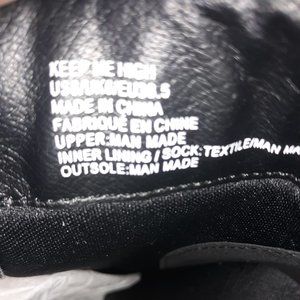 KEEP ME HIGH
MADE IN CHINA
FABRIQUÉ EN CHINE
UPPER:MAN MADE
INNER LINING / SOCK:TEXTILE/MAN MA
OUTSOLE:MAN MADE